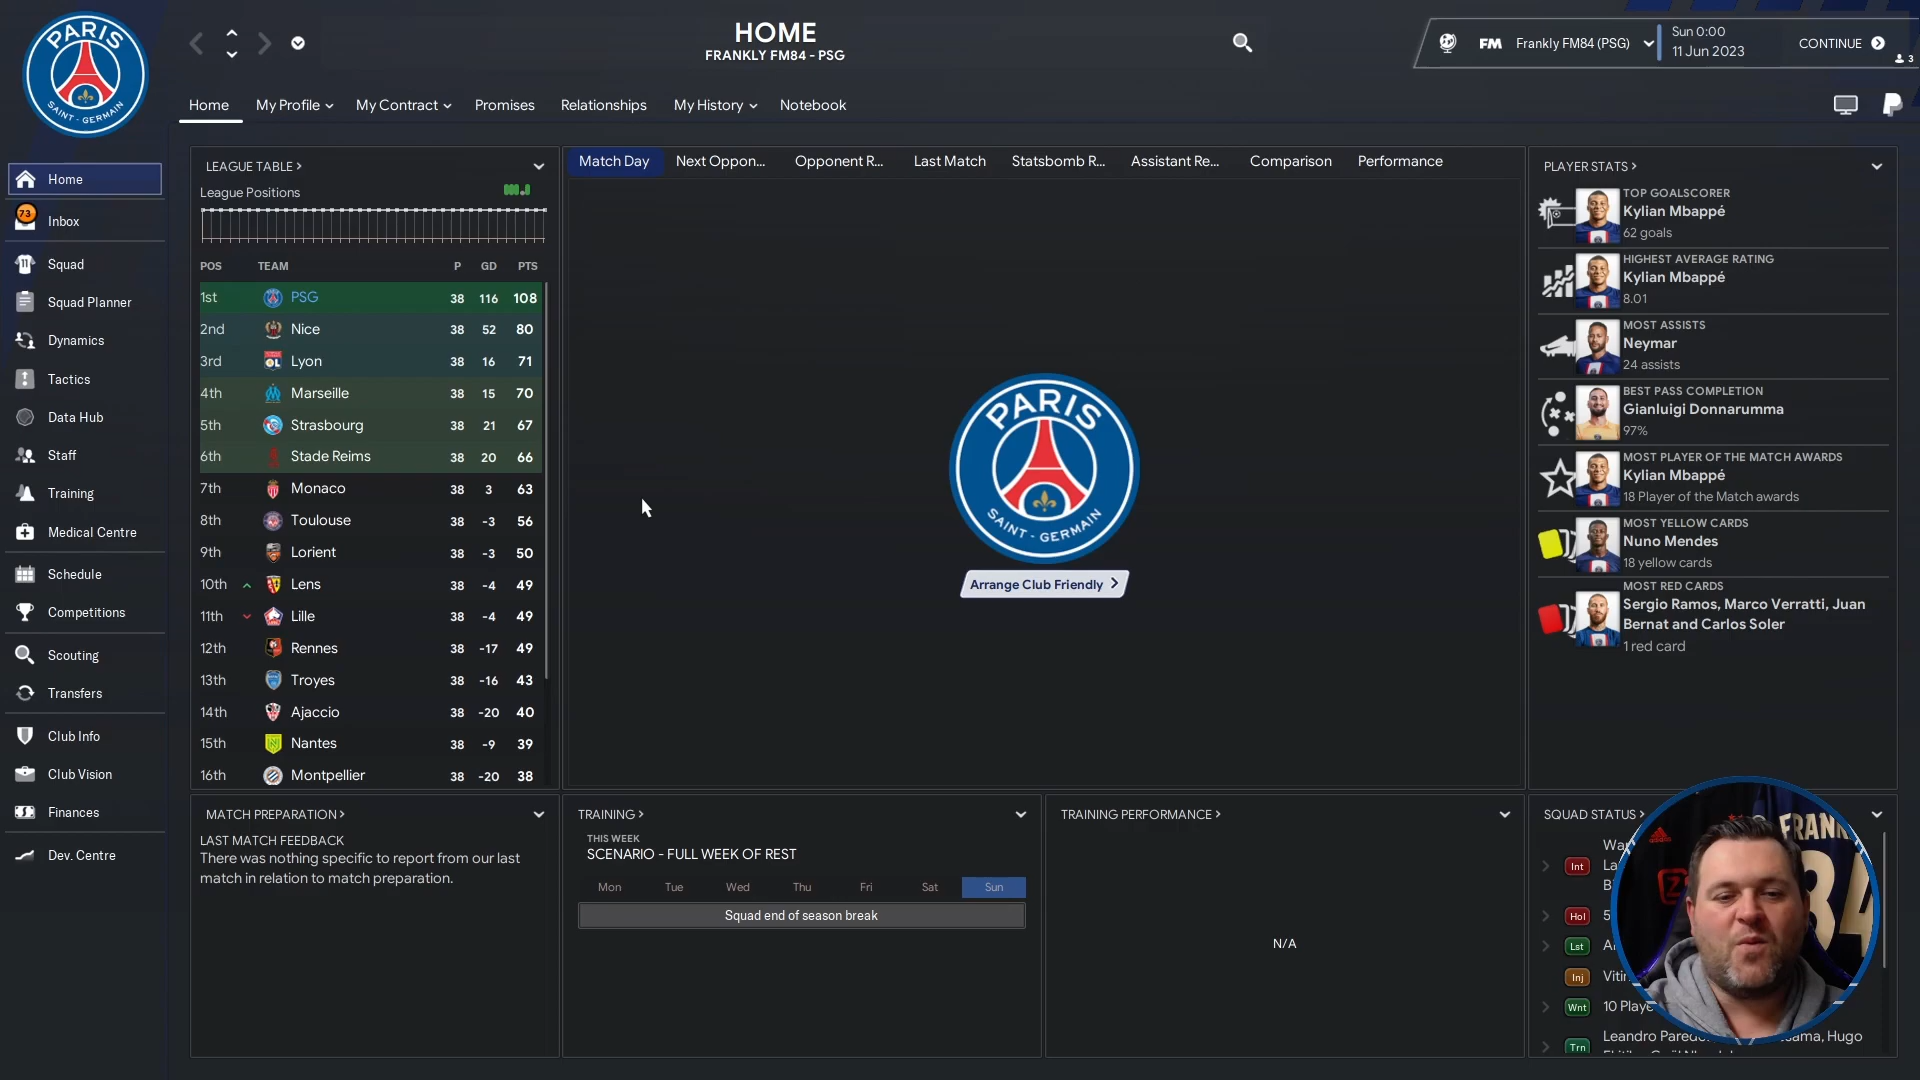 PARIS
SAINT - GERMAIN
HOME
FRANKLY FM84 - PSG
FM Frankly FM84 (PSG)
Sun 0:00
11 Jun 2023
CONTINUE
3
Home My Profile My Contract Promises Relationships My History Notebook
Home
73
Inbox
Squad
Squad Planner
Dynamics
Tactics
Data Hub
Staff
Training
Medical Centre
Schedule
Competitions
Scouting
Transfers
Club Info
Club Vision
Finances
Dev. Centre
LEAGUE TABLE >
League Positions
POS TEAM P GD PTS
1st PSG 38 116 108
2nd Nice 38 52 80
3rd Lyon 38 16 71
4th Marseille 38 15 70
5th Strasbourg 38 21 67
6th Stade Reims 38 20 66
7th Monaco 38 3 63
8th Toulouse 38 -3 56
9th Lorient 38 -3 50
10th Lens 38 -4 49
11th Lille 38 -4 49
12th Rennes 38 -17 49
13th Troyes 38 -16 43
14th Ajaccio 38 -20 40
15th Nantes 38 -9 39
16th Montpellier 38 -20 38
Match Day Next Oppon... Opponent R... Last Match Statsbomb R... Assistant Re... Comparison Performance
PARIS
SAINT - GERMAIN
Arrange Club Friendly >
PLAYER STATS >
TOP GOALSCORER
Kylian Mbappé
62 goals
HIGHEST AVERAGE RATING
Kylian Mbappé
8.01
MOST ASSISTS
Neymar
24 assists
BEST PASS COMPLETION
Gianluigi Donnarumma
97%
MOST PLAYER OF THE MATCH AWARDS
Kylian Mbappé
18 Player of the Match awards
MOST YELLOW CARDS
Nuno Mendes
18 yellow cards
MOST RED CARDS
Sergio Ramos, Marco Verratti, Juan
Bernat and Carlos Soler
1 red card
MATCH PREPARATION >
LAST MATCH FEEDBACK
There was nothing specific to report from our last
match in relation to match preparation.
TRAINING >
THIS WEEK
SCENARIO - FULL WEEK OF REST
Mon Tue Wed Thu Fri Sat Sun
Squad end of season break
TRAINING PERFORMANCE >
N/A
SQUAD STATUS >
Int
Hol 5
Lst
Inj
Wnt 10
Trn Leandro Hugo
84